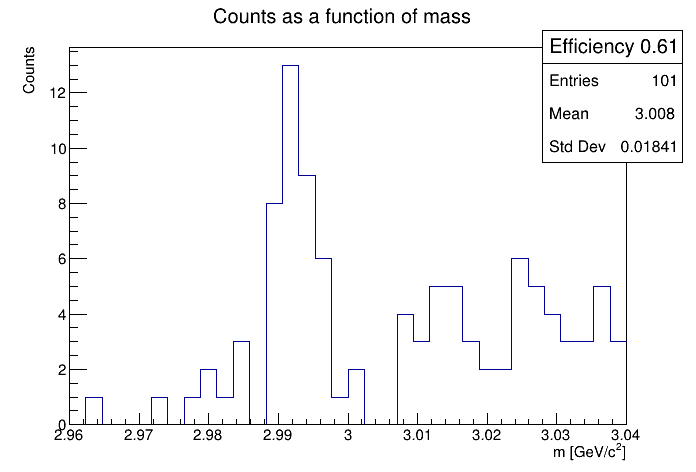 Counts as a function of mass
Counts
Efficiency 0.61
Entries 101
Mean 3.008
Std Dev 0.01841
12
10
8
6
4
2
0
2.96 2.97 2.98 2.99 3 3.01 3.02 3.03 3.04
m [GeV/c²]